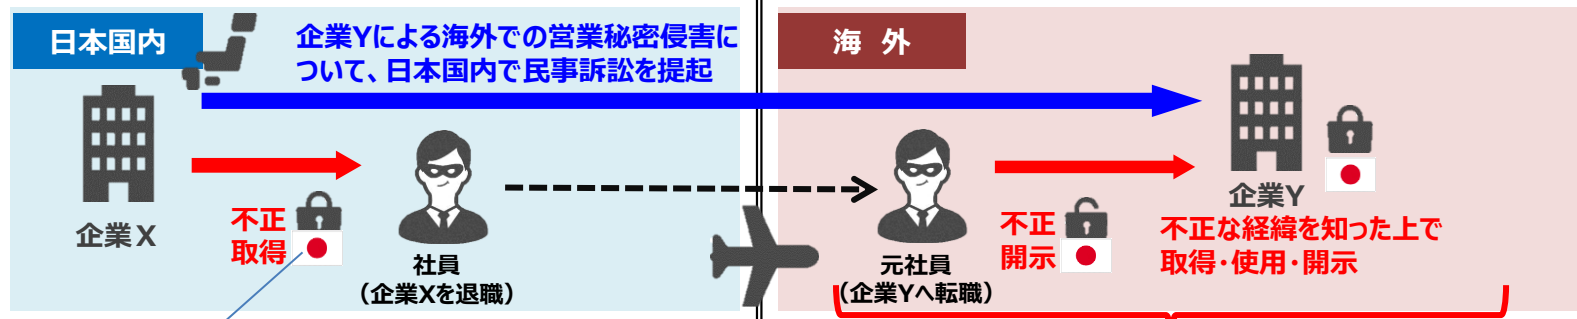 日本国内
企業Yによる海外での営業秘密侵害に
ついて、日本国内で民事訴訟を提起
企業X
不正
取得
社員
（企業Xを退職）
海 外
元社員
（企業Yへ転職）
不正
開示
企業Y
不正な経緯を知った上で
取得・使用・開示